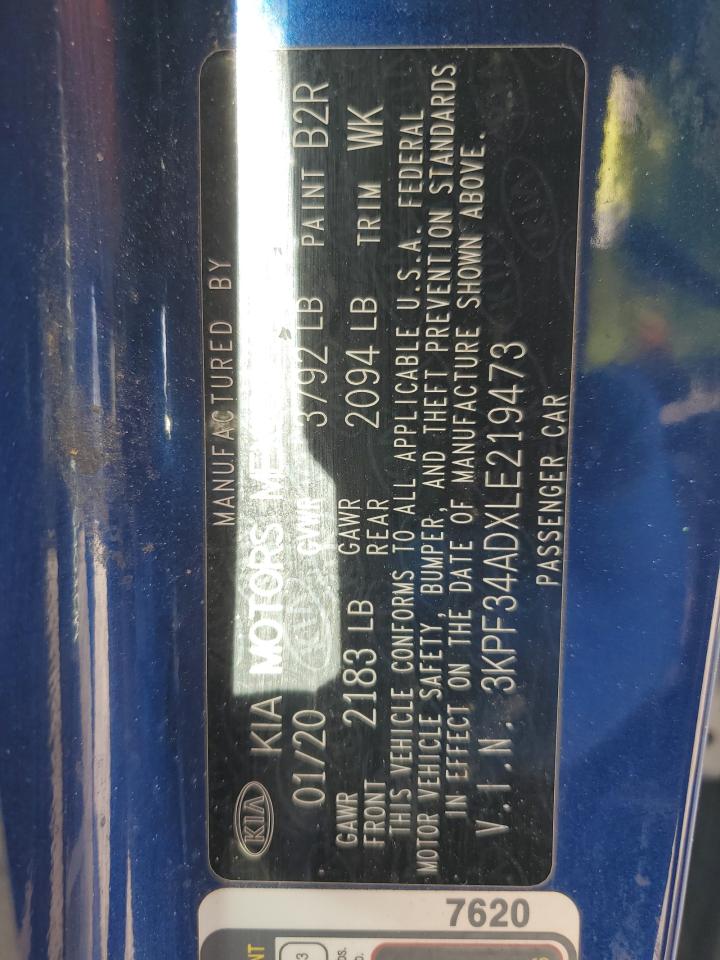 MANUFACTURED BY
KIA
KIA MOTORS
01/20 GVWR 3792 LB PAINT B2R
GAWR FRONT 2183 LB GAWR REAR 2094 LB TRIM WK
THIS VEHICLE CONFORMS TO ALL APPLICABLE U.S.A. FEDERAL
MOTOR VEHICLE SAFETY, BUMPER, AND THEFT PREVENTION STANDARDS
IN EFFECT ON THE DATE OF MANUFACTURE SHOWN ABOVE.
V.I.N. 3KPF34ADXLE219473
PASSENGER CAR
7620